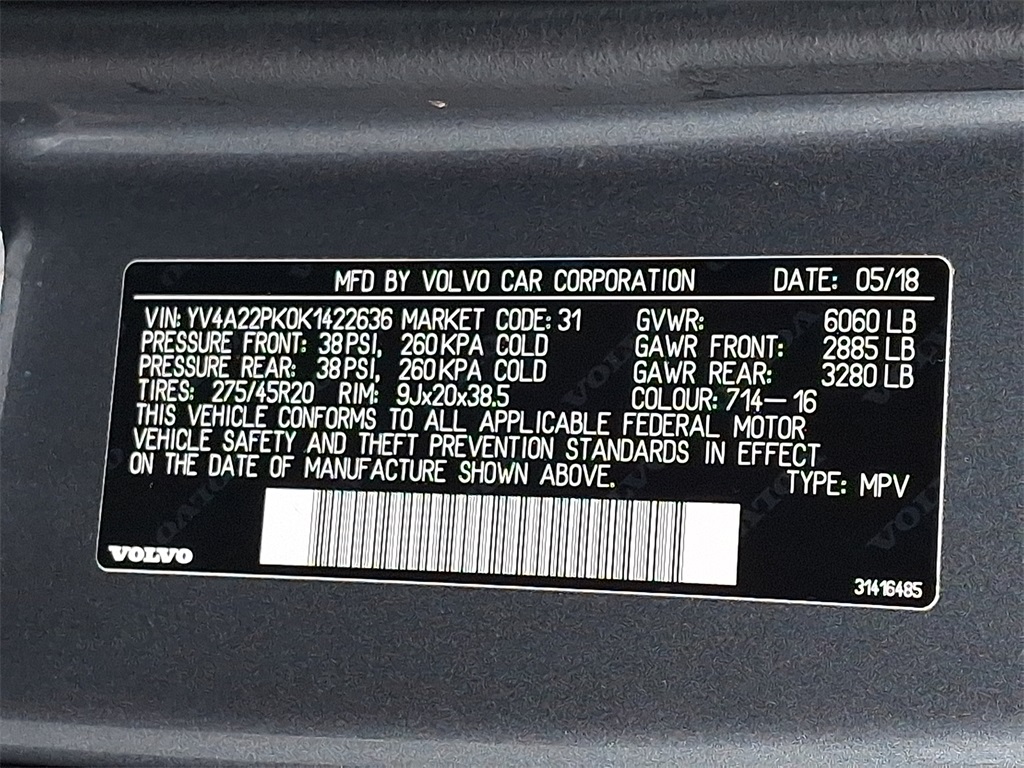 MFD BY VOLVO CAR CORPORATION DATE: 05/18
VIN: YV4A22PK0K1422636 MARKET CODE: 31 GVWR: 6060 LB
PRESSURE FRONT: 38 PSI, 260 KPA COLD GAWR FRONT: 2885 LB
PRESSURE REAR: 38 PSI, 260 KPA COLD GAWR REAR: 3280 LB
TIRES: 275/45R20 RIM: 9Jx20x38.5 COLOUR: 714-16
THIS VEHICLE CONFORMS TO ALL APPLICABLE FEDERAL MOTOR
VEHICLE SAFETY AND THEFT PREVENTION STANDARDS IN EFFECT
ON THE DATE OF MANUFACTURE SHOWN ABOVE. TYPE: MPV
VOLVO
31416485